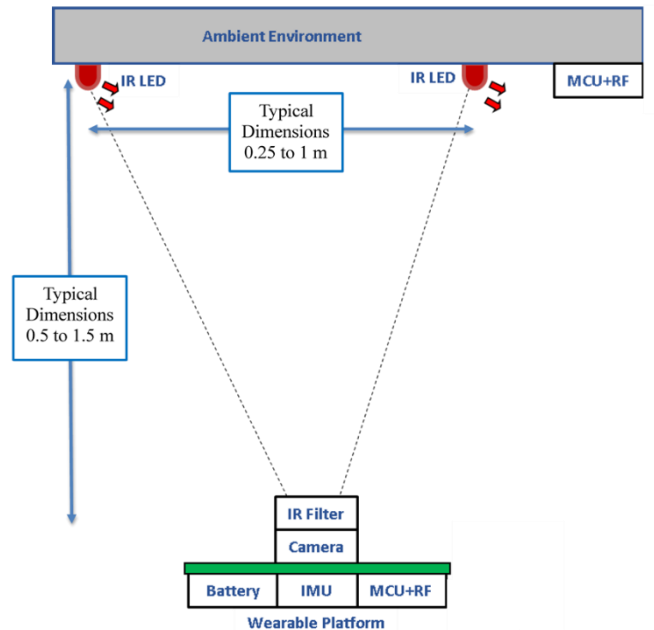 Ambient Environment
IR LED
IR LED
MCU+RF
Typical
Dimensions
0.25 to 1 m
Typical
Dimensions
0.5 to 1.5 m
IR Filter
Camera
Battery
IMU
MCU+RF
Wearable Platform